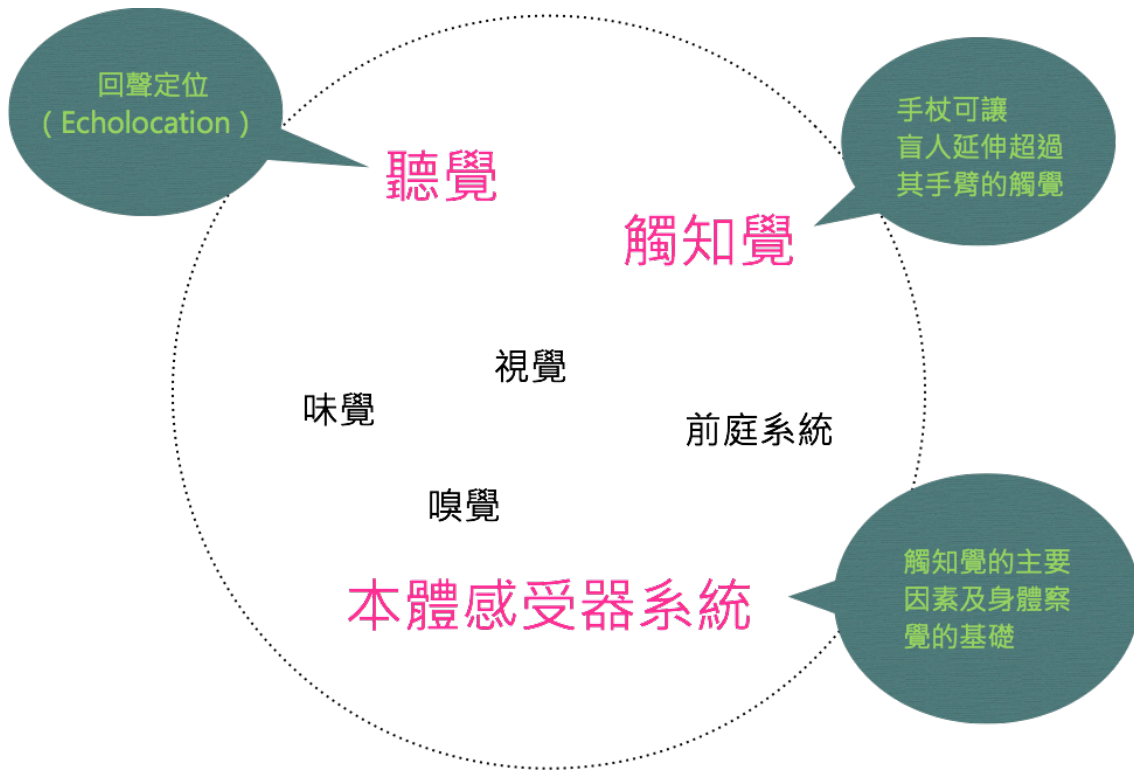 回聲定位
( Echolocation )
聽覺
手杖可讓
盲人延伸超過
其手臂的觸覺
觸知覺
視覺
味覺
前庭系統
嗅覺
本體感受器系統
觸知覺的主要
因素及身體察
覺的基礎